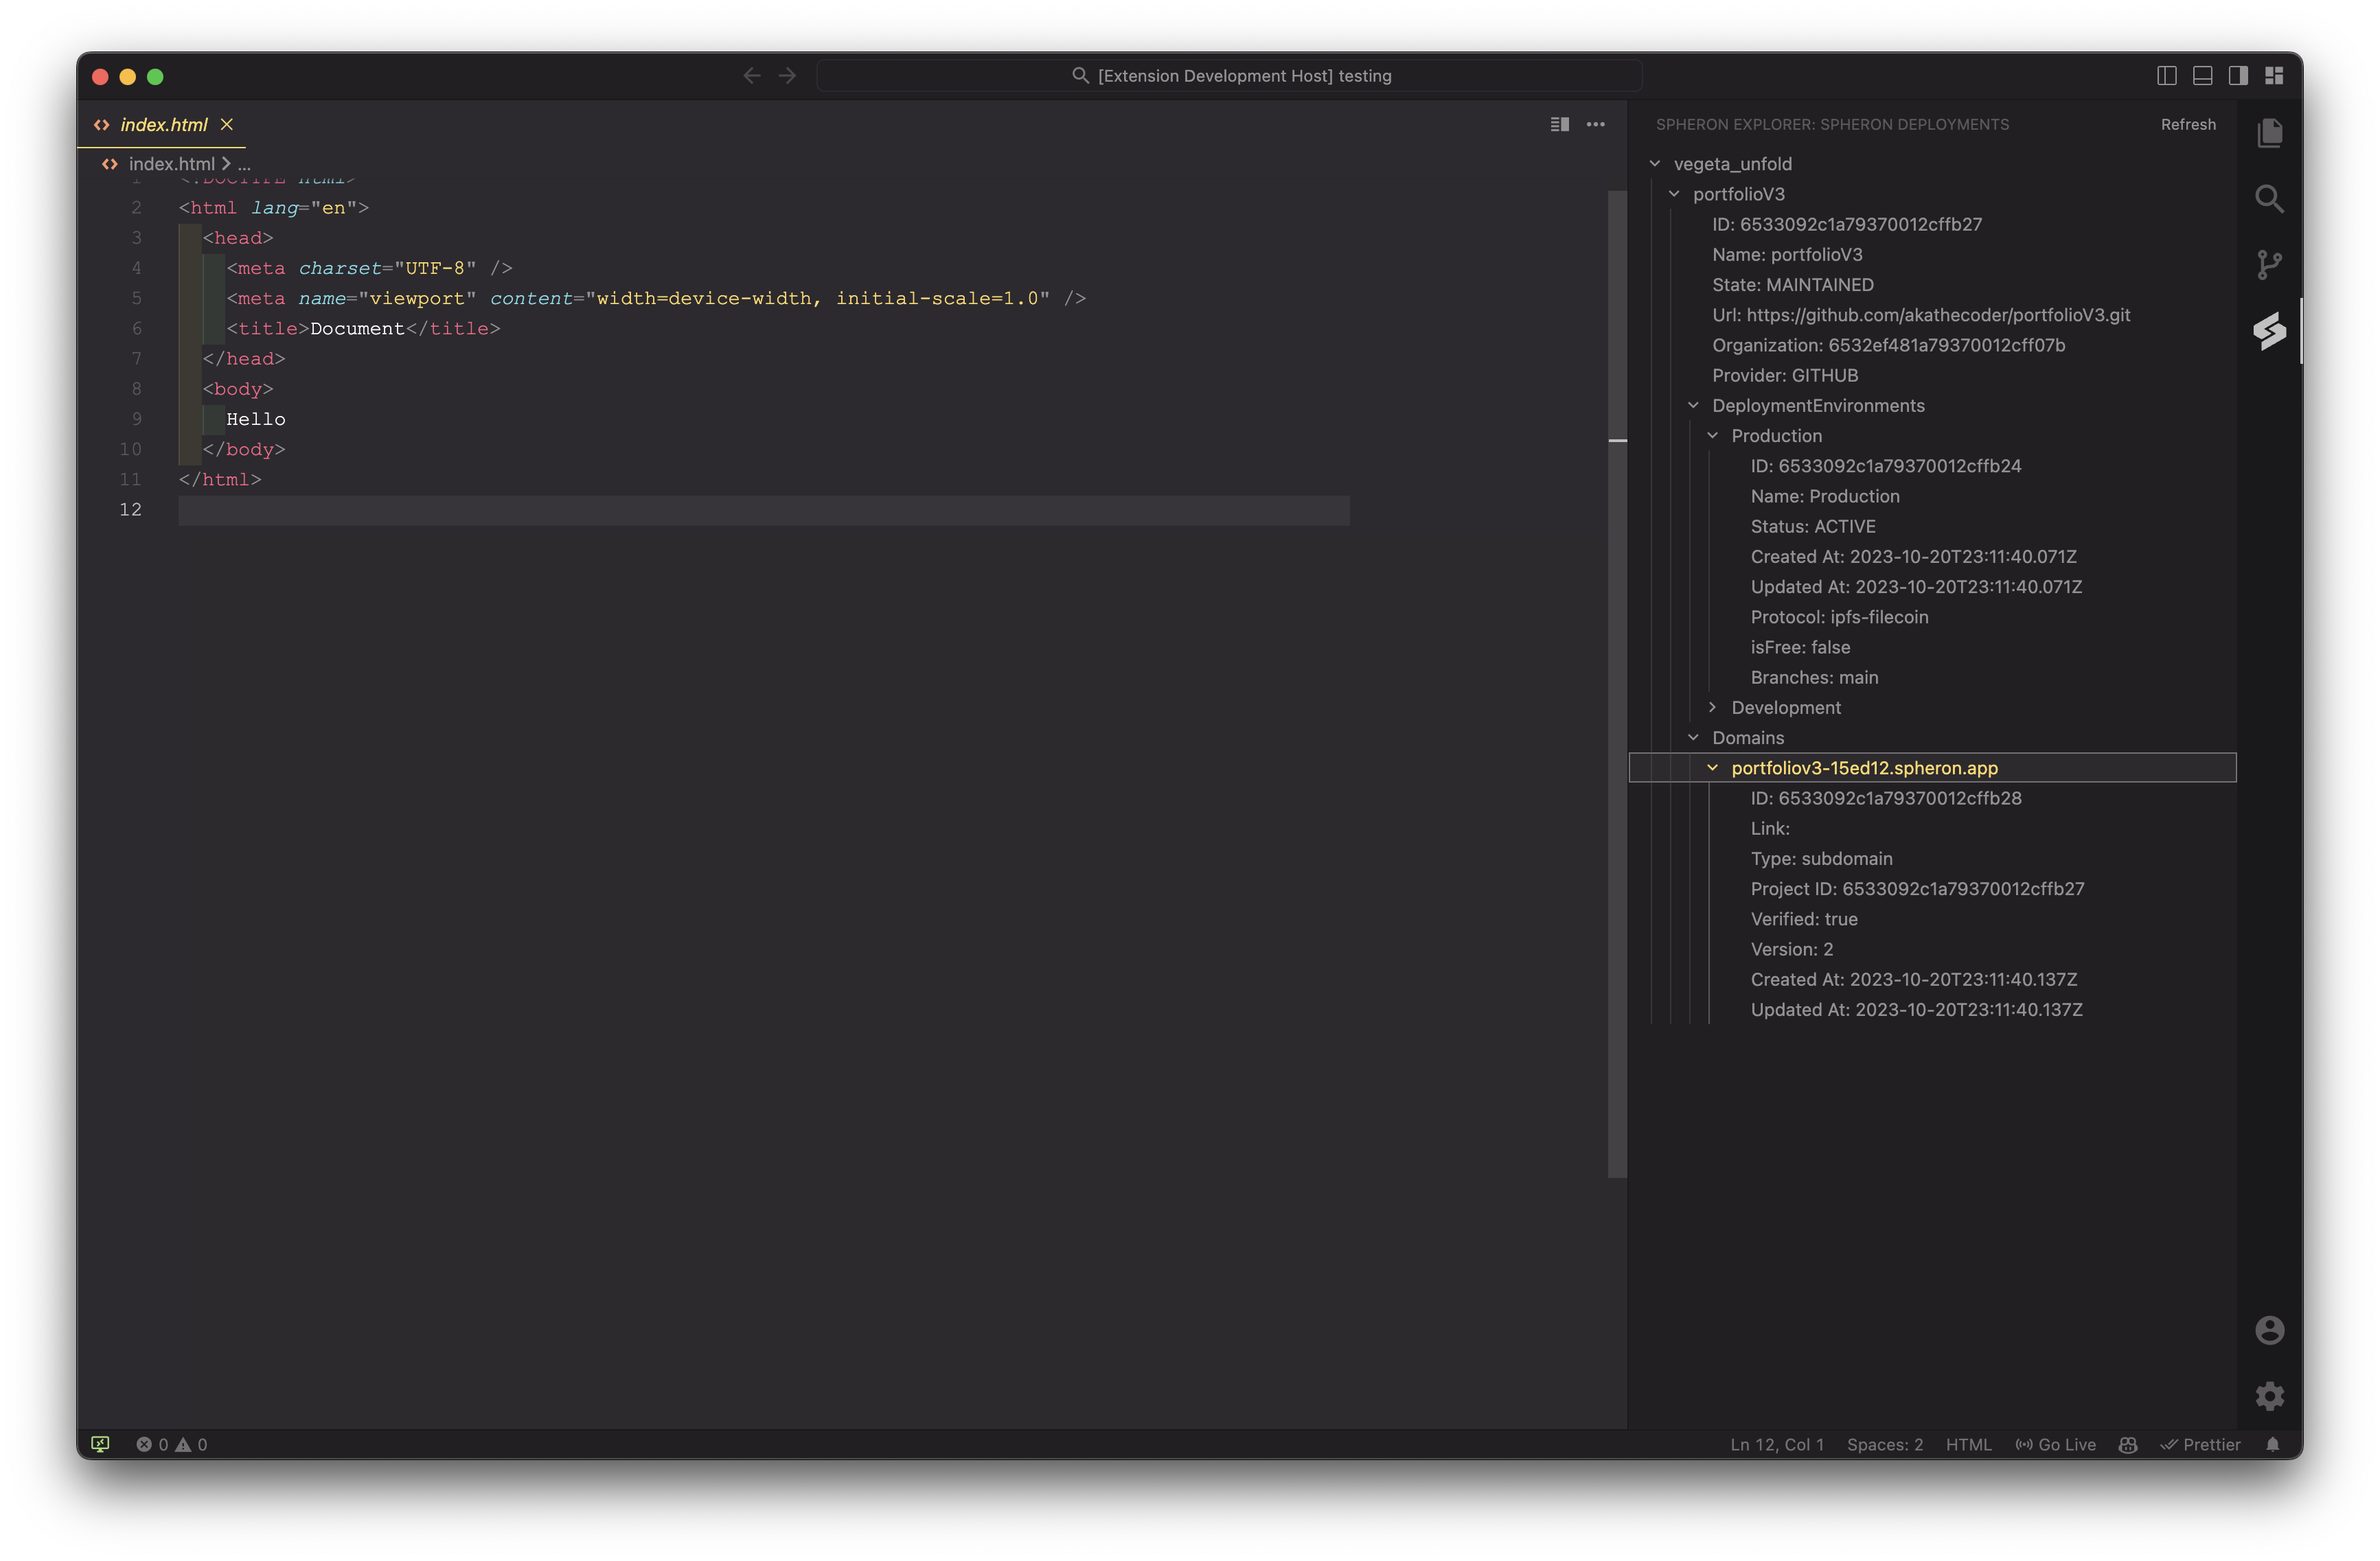 [Extension Development Host] testing
index.html
index.html > ...
1 <!DOCTYPE html>
2 <html lang="en">
3 <head>
4 <meta charset="UTF-8" />
5 <meta name="viewport" content="width=device-width, initial-scale=1.0" />
6 <title>Document</title>
7 </head>
8 <body>
9 Hello
10 </body>
11 </html>
12
SPHERON EXPLORER: SPHERON DEPLOYMENTS Refresh
vegeta_unfold
portfolioV3
ID: 6533092c1a79370012cffb27
Name: portfolioV3
State: MAINTAINED
Url: https://github.com/akathecoder/portfolioV3.git
Organization: 6532ef481a79370012cff07b
Provider: GITHUB
DeploymentEnvironments
Production
ID: 6533092c1a79370012cffb24
Name: Production
Status: ACTIVE
Created At: 2023-10-20T23:11:40.071Z
Updated At: 2023-10-20T23:11:40.071Z
Protocol: ipfs-filecoin
isFree: false
Branches: main
Development
Domains
portfoliov3-15ed12.spheron.app
ID: 6533092c1a79370012cffb28
Link:
Type: subdomain
Project ID: 6533092c1a79370012cffb27
Verified: true
Version: 2
Created At: 2023-10-20T23:11:40.137Z
Updated At: 2023-10-20T23:11:40.137Z
0 0 Ln 12, Col 1 Spaces: 2 HTML Go Live Prettier